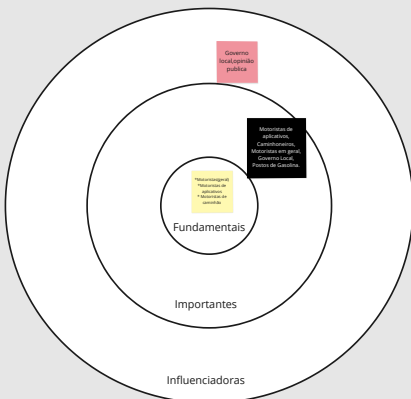 Governo
local,opinião
publica
Motoristas de
aplicativos,
Caminhoneiros,
Motoristas em geral,
Governo Local,
Postos de Gasolina.
*Motoristas(geral)
*Motoristas de
aplicativos
* Motoristas de
caminhão
Fundamentais
Importantes
Influenciadoras